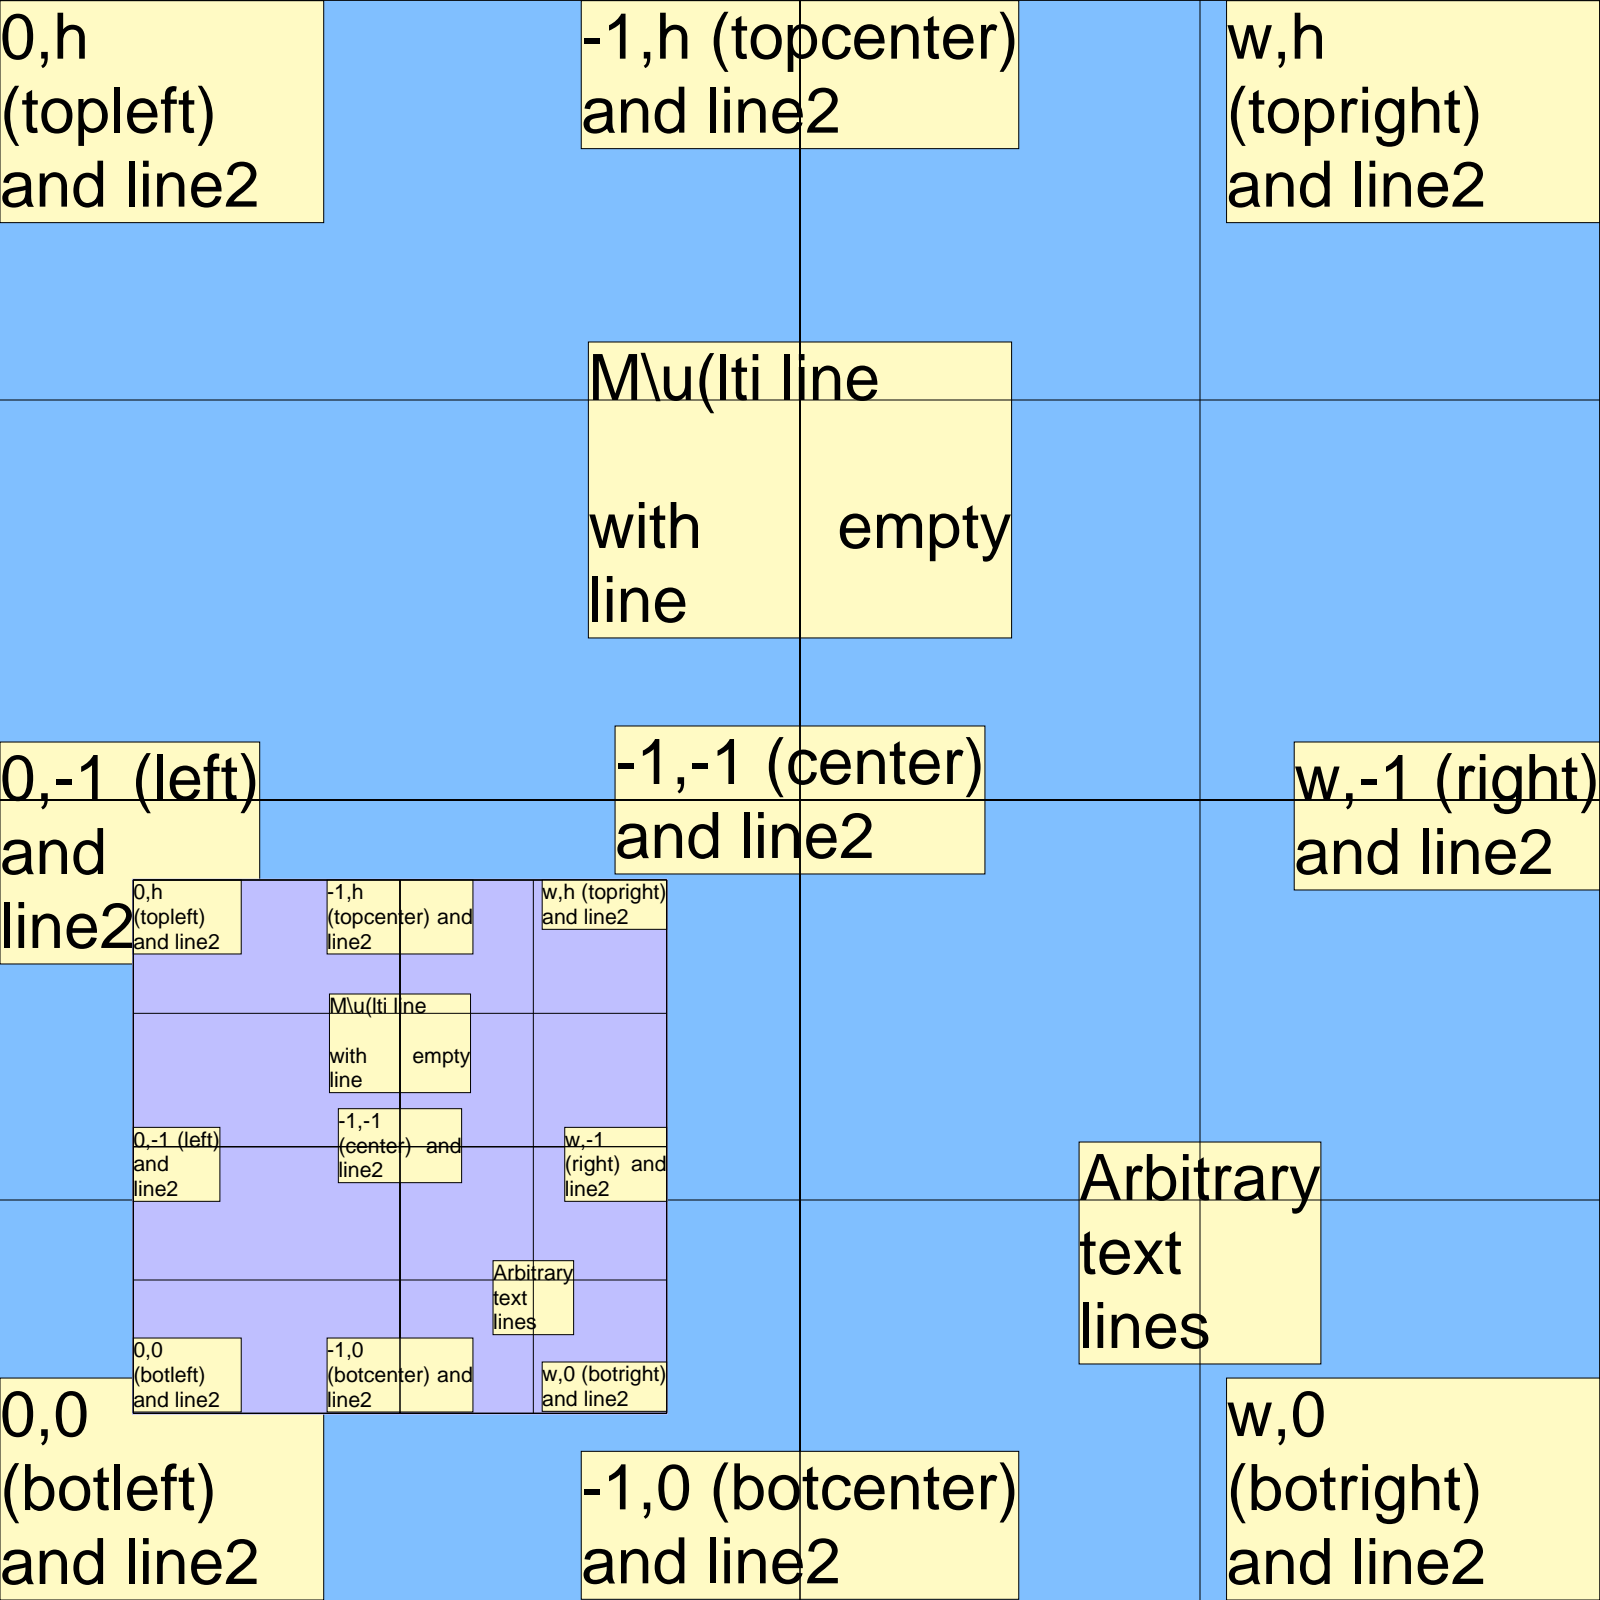 0,h
(topleft)
and line2
-1,h (topcenter)
and line2
w,h
(topright)
and line2
M\u(lti line

with empty
line
0,-1 (left)
and
line2
-1,-1 (center)
and line2
w,-1 (right)
and line2
0,h
(topleft)
and line2
-1,h
(topcenter) and
line2
w,h (topright)
and line2
M\u(lti line

with empty
line
0,-1 (left)
and
line2
-1,-1
(center) and
line2
w,-1
(right) and
line2
Arbitrary
text
lines
0,0
(botleft)
and line2
-1,0
(botcenter) and
line2
w,0 (botright)
and line2
Arbitrary
text
lines
0,0
(botleft)
and line2
-1,0 (botcenter)
and line2
w,0
(botright)
and line2